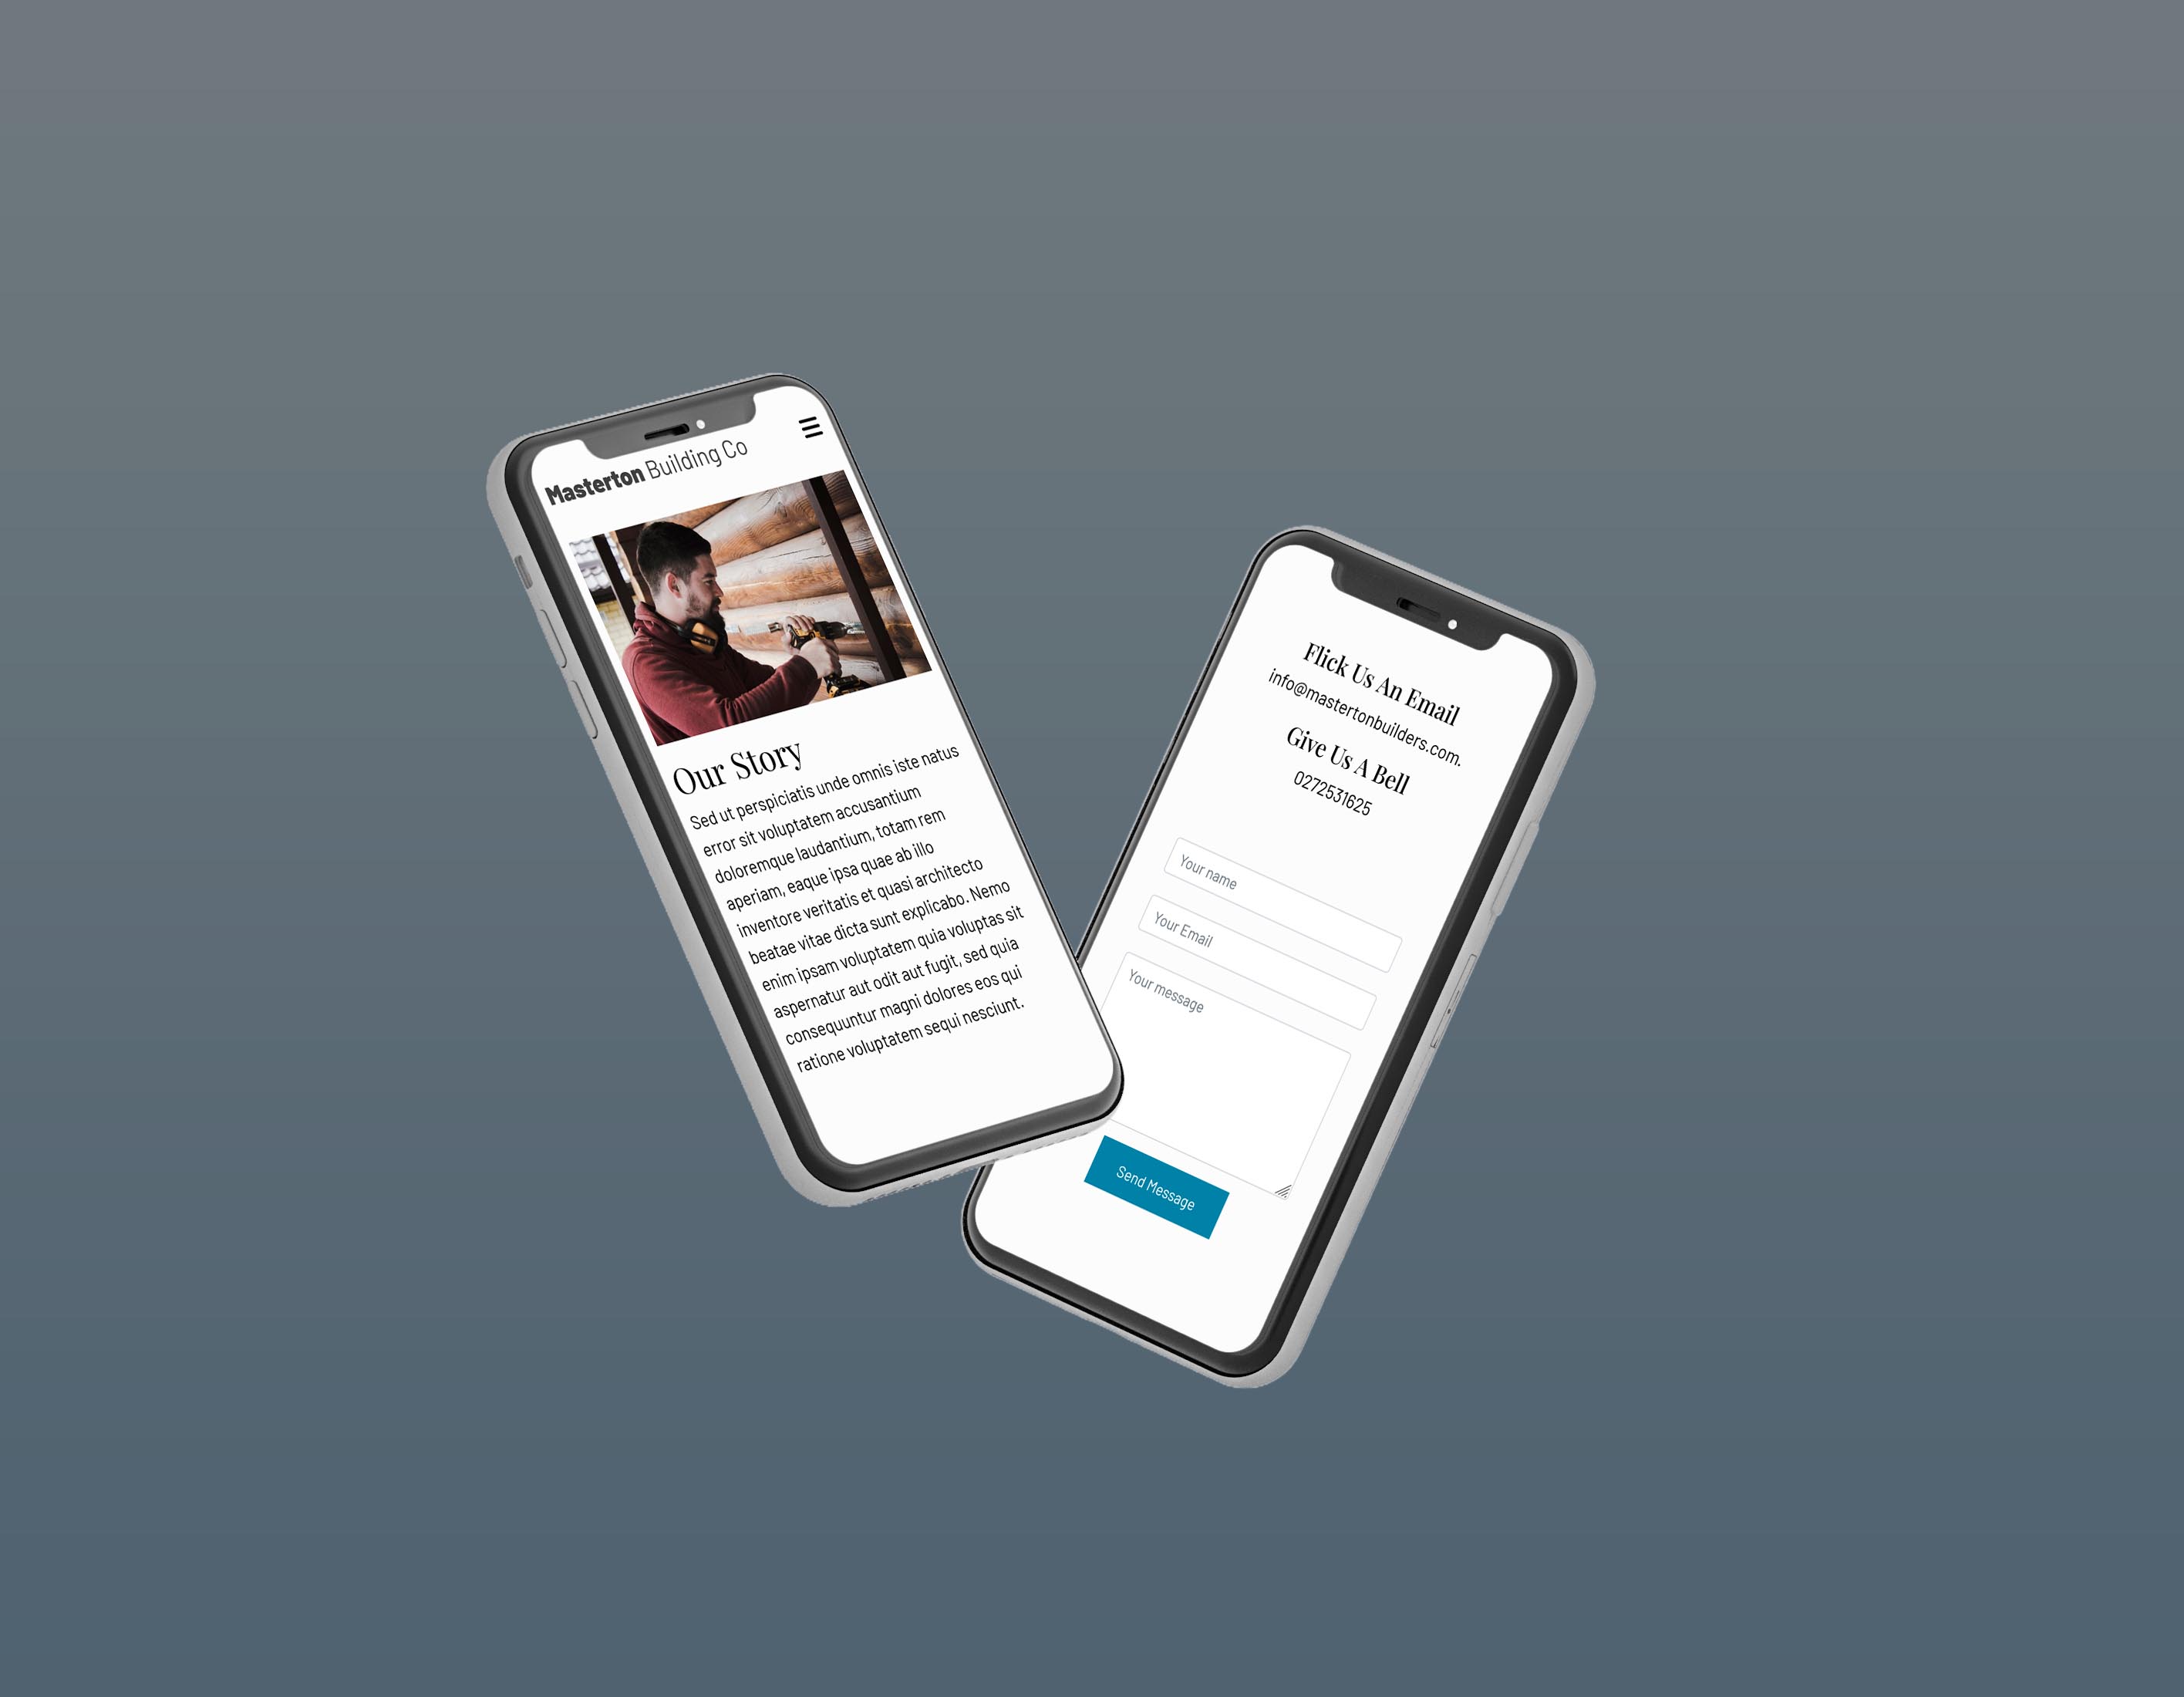 Masterton Building Co
Our Story
Sed ut perspiciatis unde omnis iste natus
error sit voluptatem accusantium
doloremque laudantium, totam rem
aperiam, eaque ipsa quae ab illo
inventore veritatis et quasi architecto
beatae vitae dicta sunt explicabo. Nemo
enim ipsam voluptatem quia voluptas sit
aspernatur aut odit aut fugit, sed quia
consequuntur magni dolores eos qui
ratione voluptatem sequi nesciunt.
Flick Us An Email
info@mastertonbuilders.com.
Give Us A Bell
0272531625
Your name
Your Email
Your message
Send Message